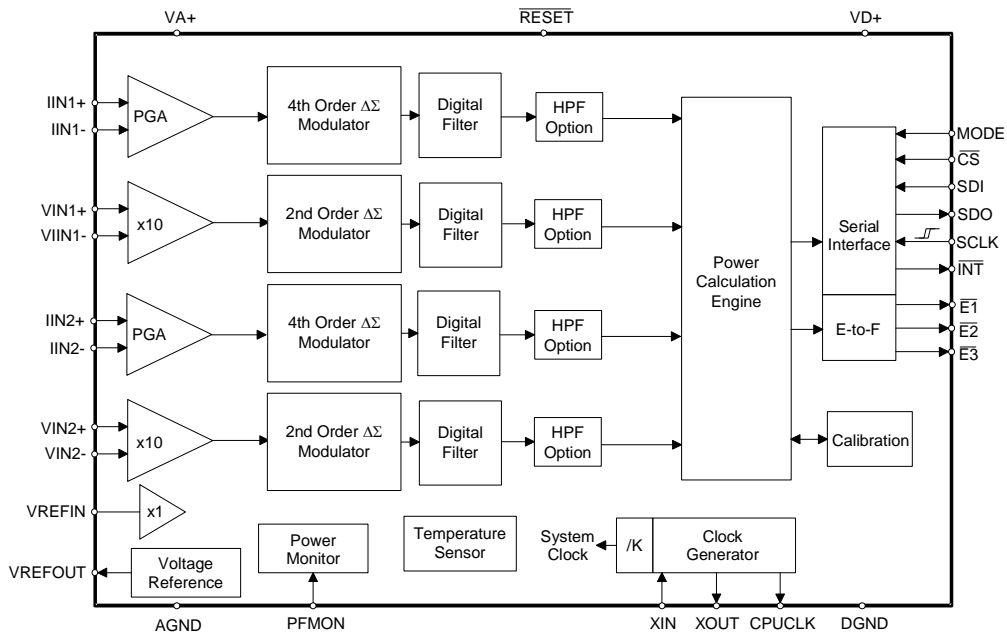 VA+
RESET
VD+
IIN1+
IIN1-
PGA
4th Order ΔΣ
Modulator
Digital
Filter
HPF
Option
VIN1+
VIIN1-
x10
2nd Order ΔΣ
Modulator
Digital
Filter
HPF
Option
IIN2+
IIN2-
PGA
4th Order ΔΣ
Modulator
Digital
Filter
HPF
Option
VIN2+
VIN2-
x10
2nd Order ΔΣ
Modulator
Digital
Filter
HPF
Option
Power
Calculation
Engine
Serial
Interface
E-to-F
Calibration
MODE
CS
SDI
SDO
SCLK
INT
E1
E2
E3
VREFIN
x1
VREFOUT
Voltage
Reference
Power
Monitor
Temperature
Sensor
System
Clock
/K
Clock
Generator
AGND
PFMON
XIN
XOUT
CPUCLK
DGND